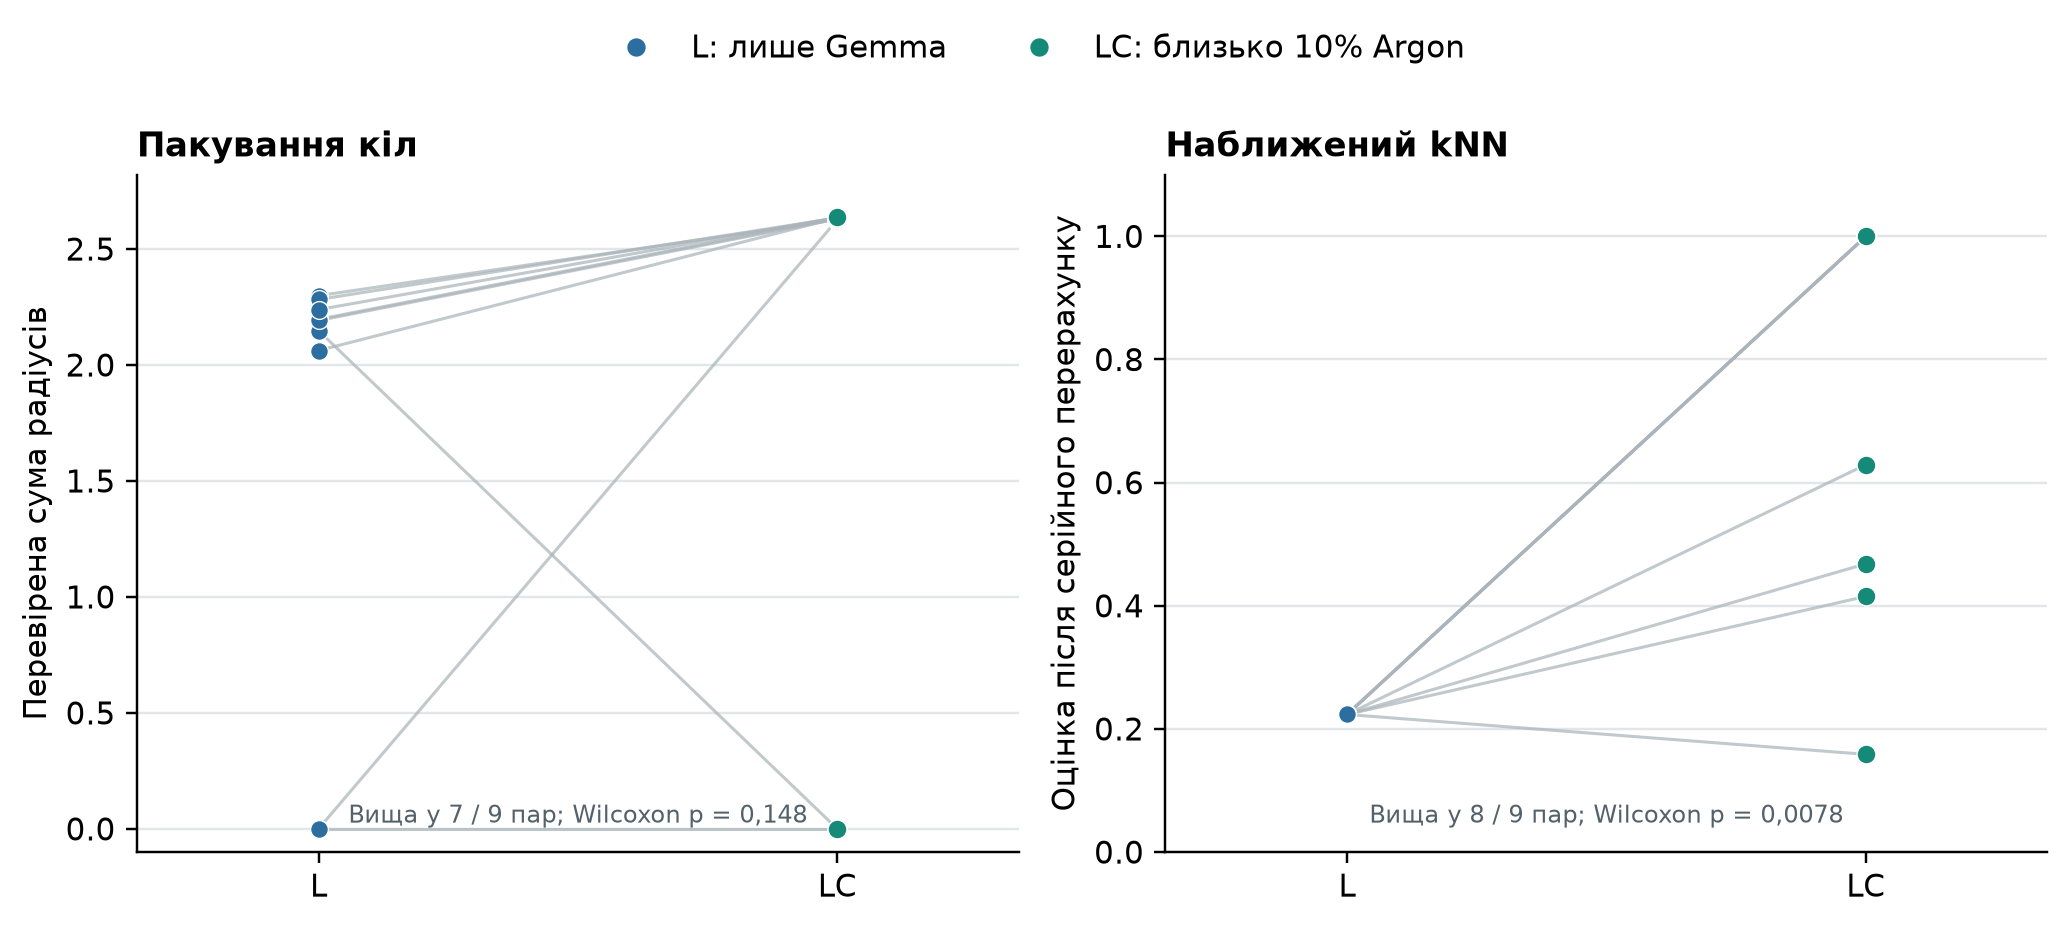 L: лише Gemma
LC: близько 10% Argon
Пакування кіл
Перевірена сума радіусів
2.5
2.0
1.5
1.0
0.5
0.0
Вища у 7 / 9 пар; Wilcoxon p = 0,148
L
LC
Наближений kNN
Оцінка після серійного перерахунку
1.0
0.8
0.6
0.4
0.2
0.0
Вища у 8 / 9 пар; Wilcoxon p = 0,0078
L
LC